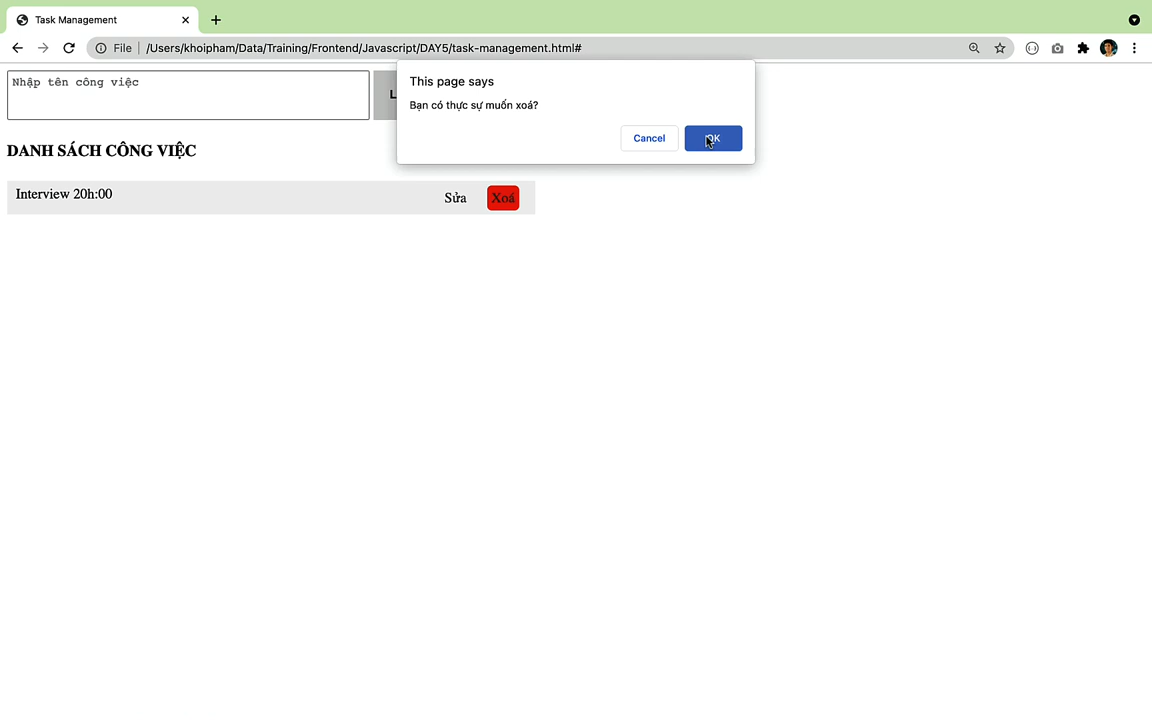 Task Management
File
/Users/khoipham/Data/Training/Frontend/Javascript/DAY5/task-management.html#
This page says
Bạn có thực sự muốn xoá?
Cancel
OK
Nhập tên công việc
L
DANH SÁCH CÔNG VIỆC
Interview 20h:00
Sửa
Xoá